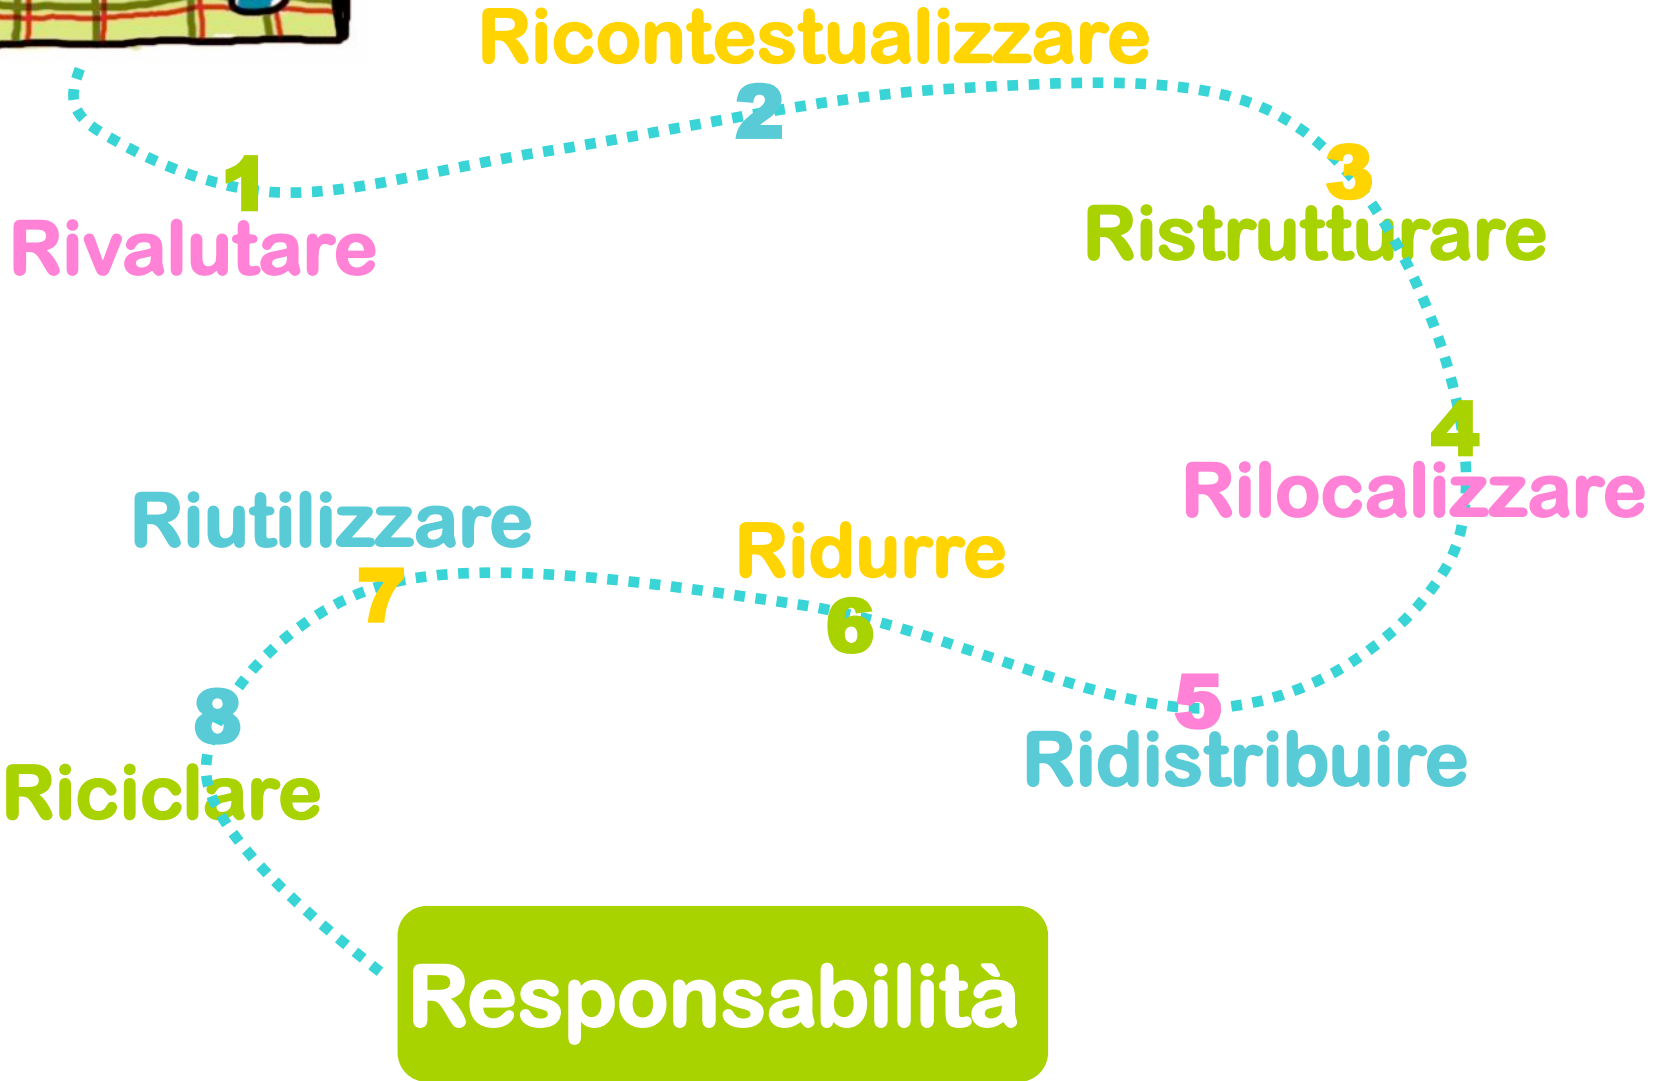 1
Rivalutare
Ricontestualizzare
2
3
Ristrutturare
4
Rilocalizzare
5
Ridistribuire
Ridurre
6
Riutilizzare
7
8
Riciclare
Responsabilità